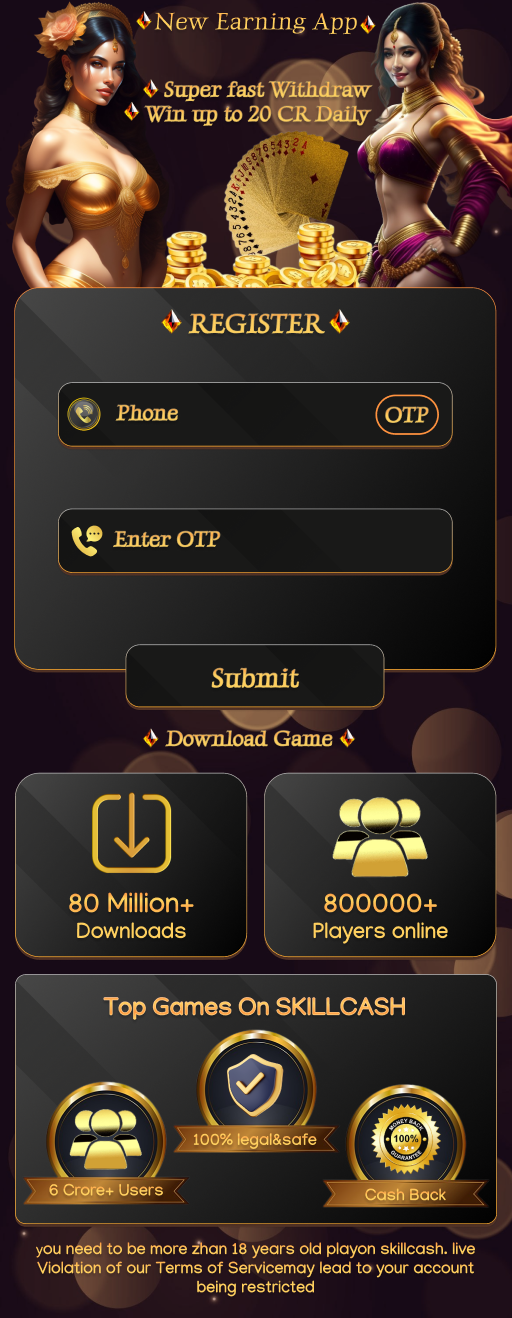 New Earning App
Super fast Withdraw
Win up to 20 CR Daily
REGISTER
Phone
OTP
Enter OTP
Submit
Download Game
80 Million+
Downloads
800000+
Players online
Top Games On SKILLCASH
100% legal&safe
MONEY BACK
100%
GUARANTEE
6 Crore+ Users
Cash Back
you need to be more zhan 18 years old playon skillcash. live
Violation of our Terms of Servicemay lead to your account
being restricted